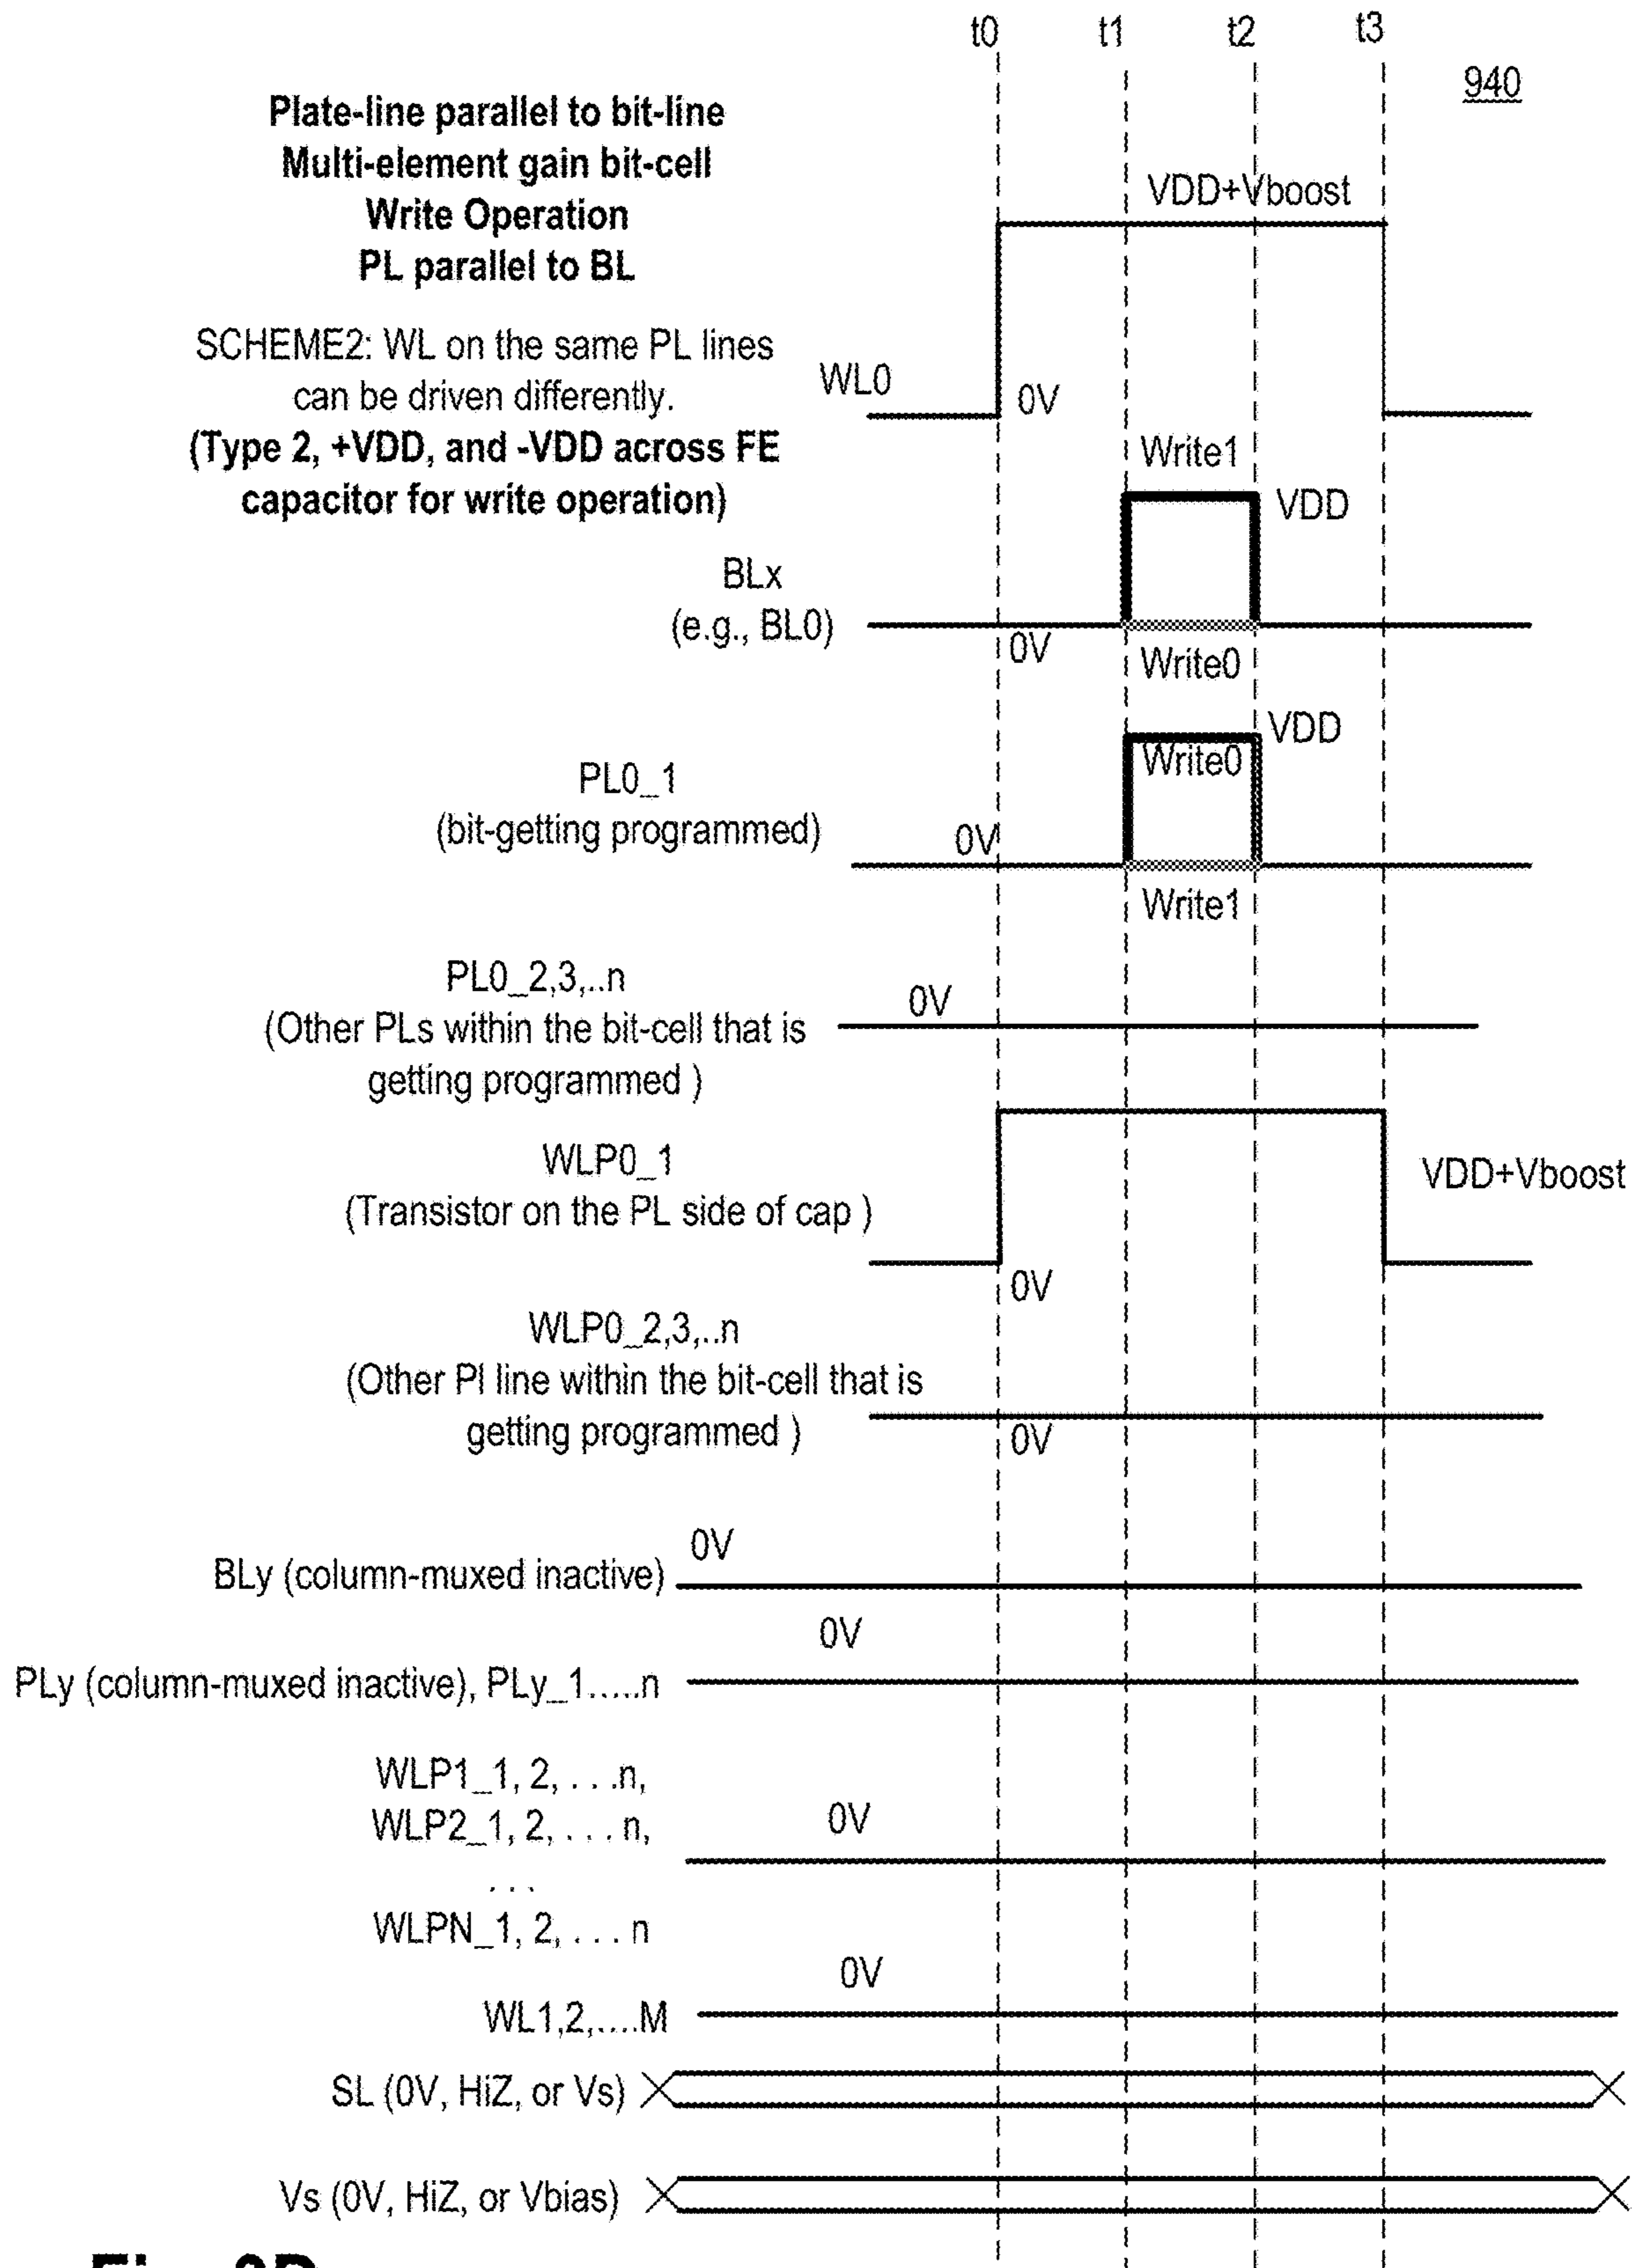 t0 t1 t2 t3
940
Plate-line parallel to bit-line
Multi-element gain bit-cell
Write Operation
PL parallel to BL
VDD+Vboost
SCHEME2: WL on the same PL lines
can be driven differently.
(Type 2, +VDD, and -VDD across FE
capacitor for write operation)
WL0
0V
Write1
VDD
BLx
(e.g., BL0)
0V
Write0
VDD
Write0
PL0_1
(bit-getting programmed)
0V
Write1
PL0_2,3,..n
(Other PLs within the bit-cell that is
getting programmed )
0V
WLP0_1
(Transistor on the PL side of cap )
VDD+Vboost
0V
WLP0_2,3,..n
(Other Pl line within the bit-cell that is
getting programmed )
0V
BLy (column-muxed inactive)
0V
0V
PLy (column-muxed inactive), PLy_1.....n
WLP1_1, 2, . . .n,
WLP2_1, 2, . . . n,
. . .
WLPN_1, 2, . . . n
0V
0V
WL1,2,....M
SL (0V, HiZ, or Vs)
Vs (0V, HiZ, or Vbias)